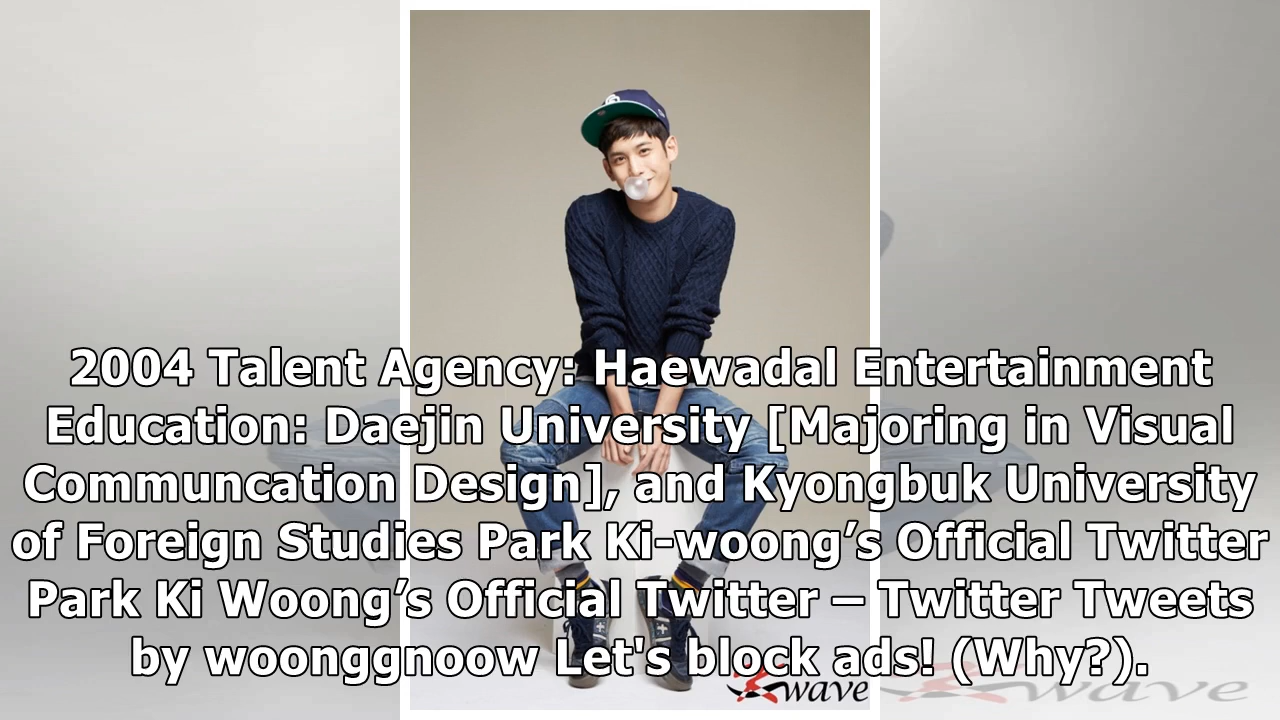 2004 Talent Agency: Haewadal Entertainment
Education: Daejin University [Majoring in Visual
Communcation Design], and Kyongbuk University
of Foreign Studies Park Ki-woong’s Official Twitter
Park Ki Woong’s Official Twitter – Twitter Tweets
by woonggnoow Let's block ads! (Why?).
Kwave